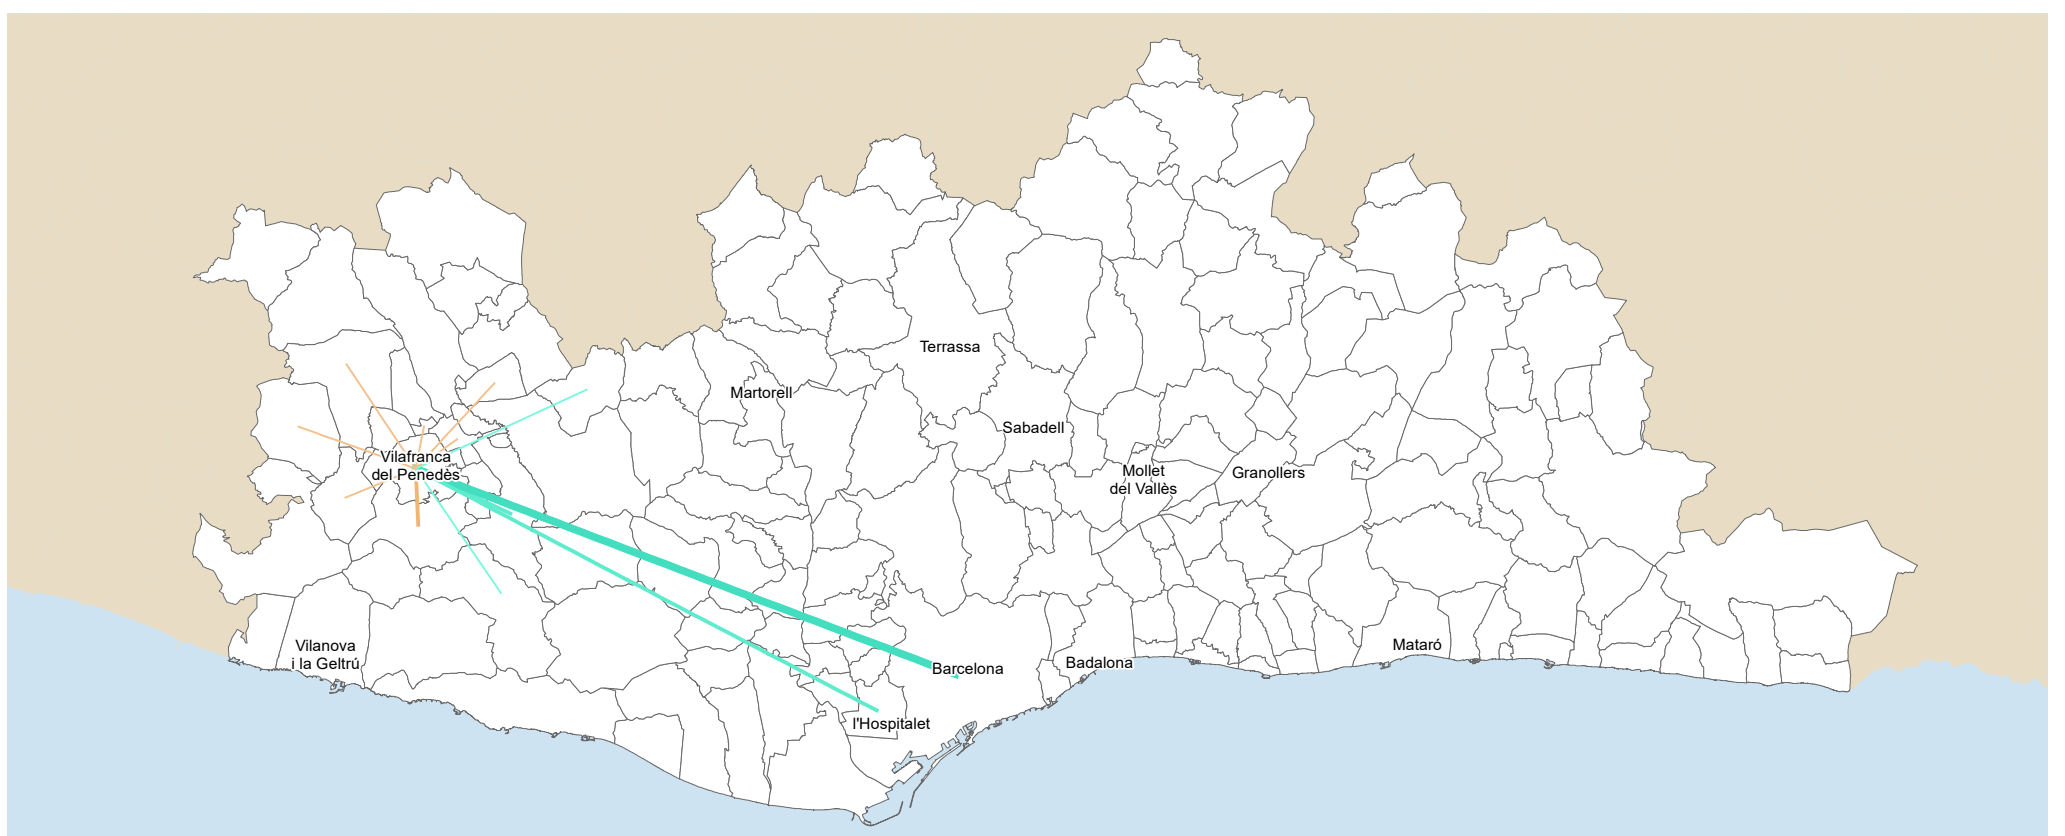 Terrassa
Martorell
Sabadell
Vilafranca
del Penedès
Mollet
del Vallès
Granollers
Vilanova
i la Geltrú
Mataró
Badalona
Barcelona
l'Hospitalet